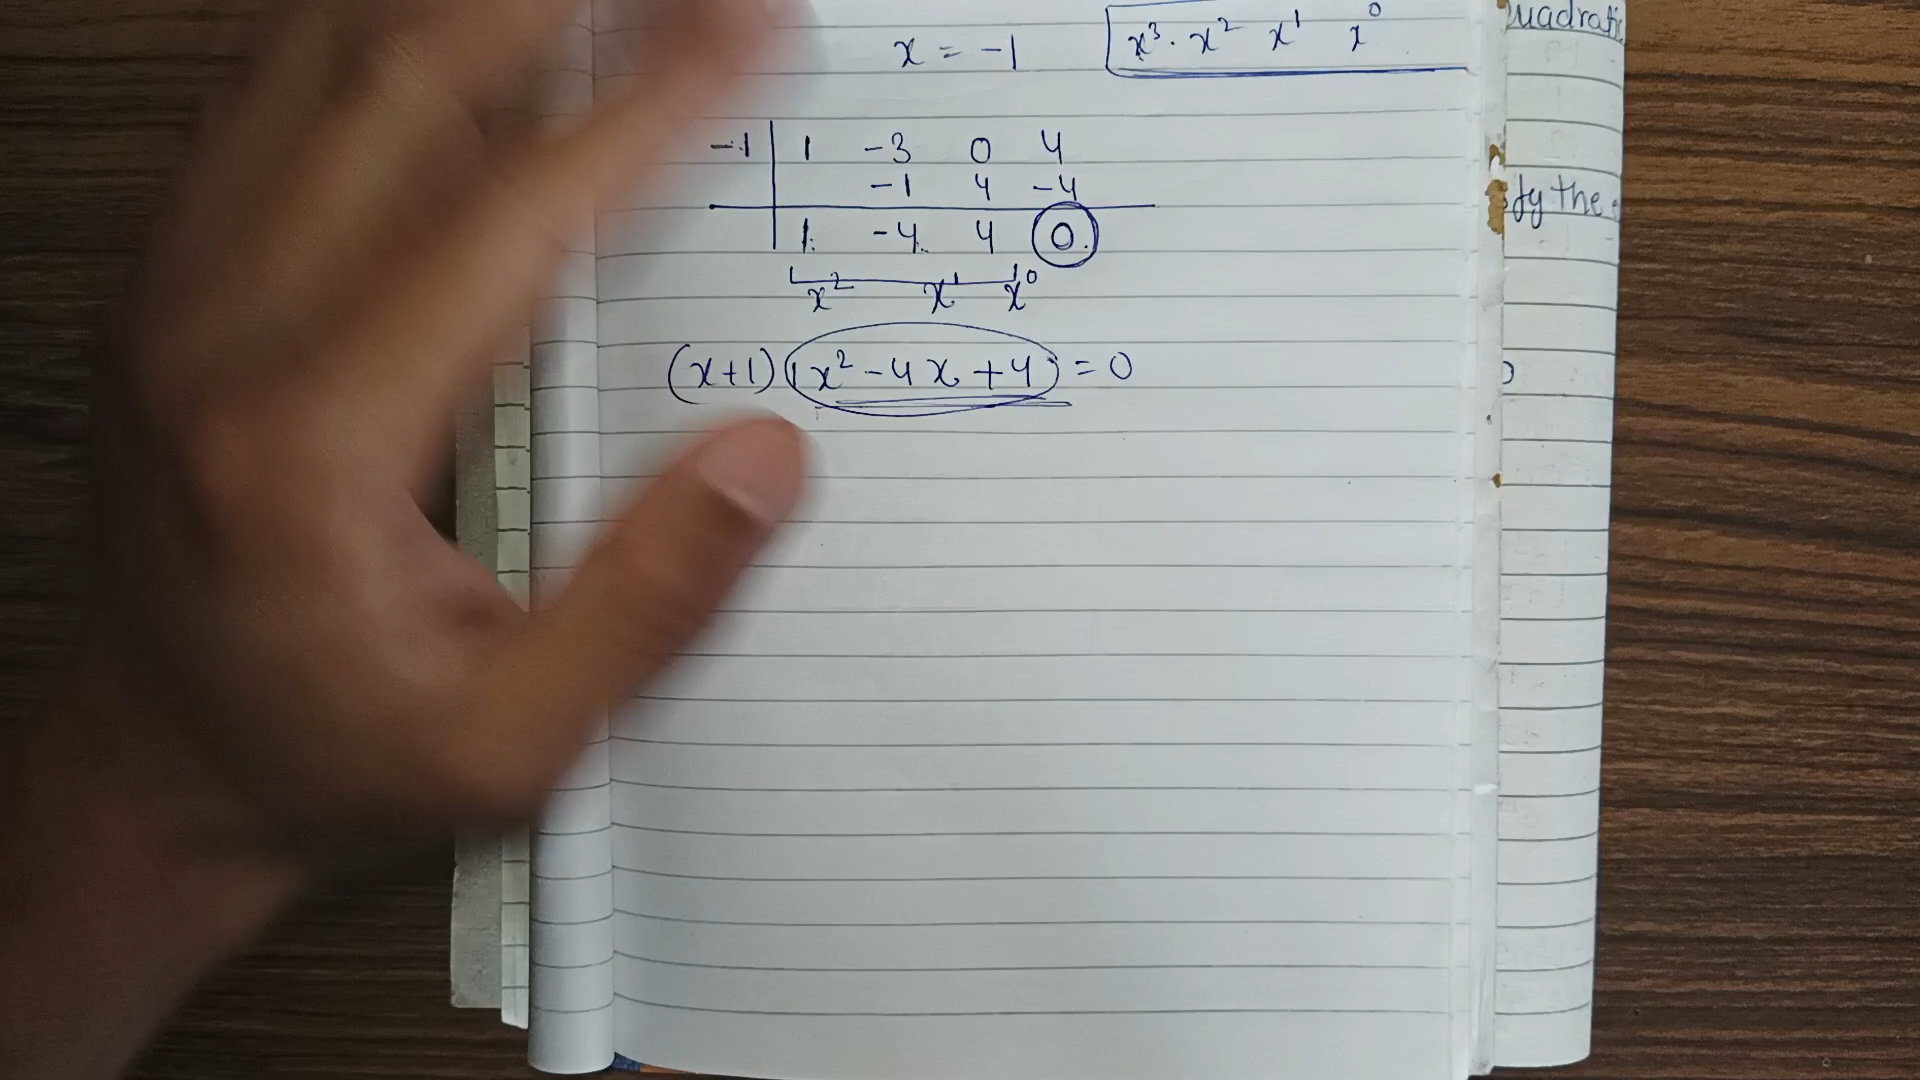 x = -1
x³ . x² x¹ x⁰
-1 | 1 -3 0 4
-1 4 -4
1 -4 4 0
x² x¹ x⁰
(x+1)(1x² - 4x + 4) = 0
fy the